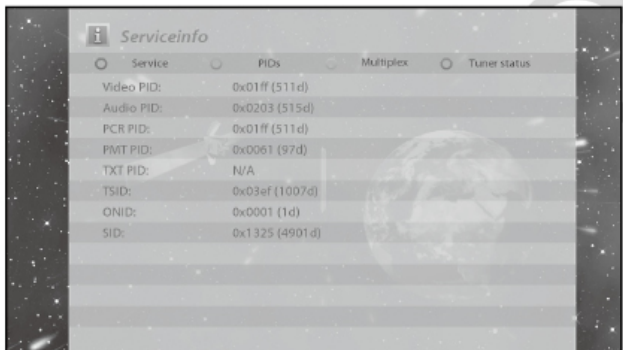 i Serviceinfo
Service PIDs Multiplex Tuner status
Video PID: 0x01ff (511d)
Audio PID: 0x0203 (515d)
PCR PID: 0x01ff (511d)
PMT PID: 0x0061 (97d)
TXT PID: N/A
TSID: 0x03ef (1007d)
ONID: 0x0001 (1d)
SID: 0x1325 (4901d)